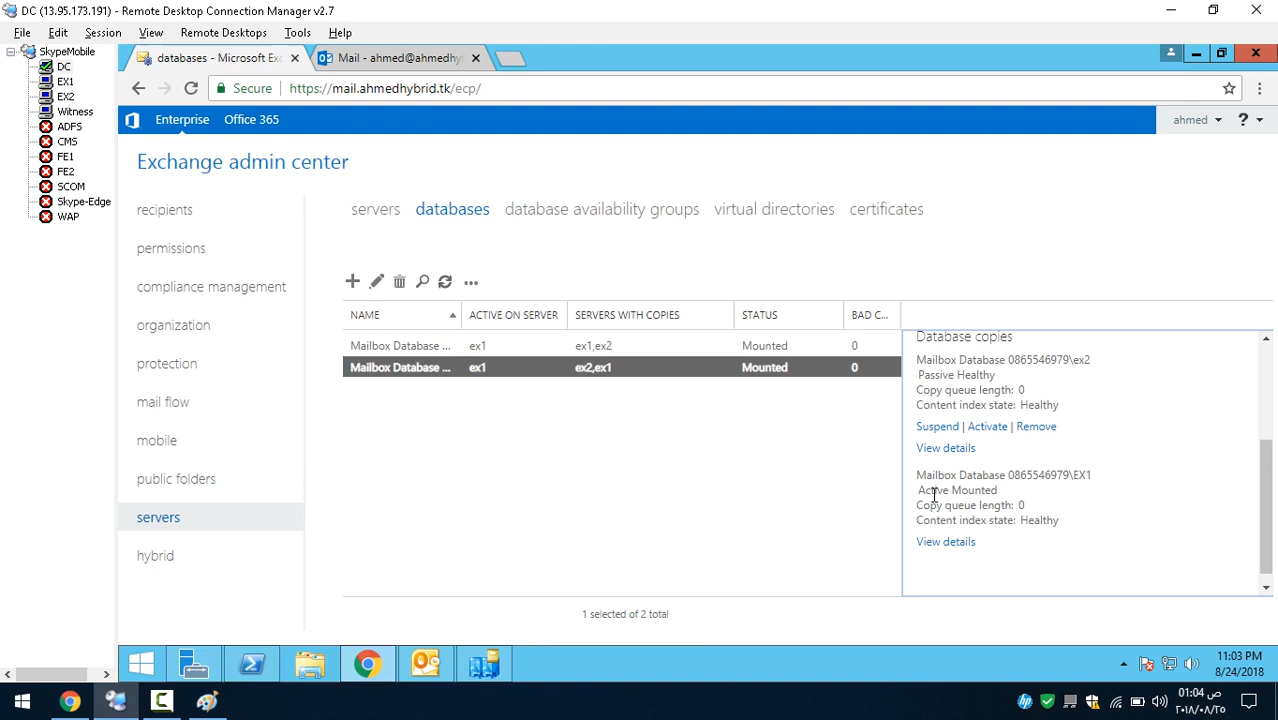 DC (13.95.173.191) - Remote Desktop Connection Manager v2.7
File Edit Session View Remote Desktops Tools Help
SkypeMobile
DC
EX1
EX2
Witness
ADFS
CMS
FE1
FE2
SCOM
Skype-Edge
WAP
databases - Microsoft Exc
Mail - ahmed@ahmedhy
Secure https://mail.ahmedhybrid.tk/ecp/
Enterprise Office 365
ahmed ?
Exchange admin center
recipients
permissions
compliance management
organization
protection
mail flow
mobile
public folders
servers
hybrid
servers databases database availability groups virtual directories certificates
NAME ACTIVE ON SERVER SERVERS WITH COPIES STATUS BAD C...
Mailbox Database ... ex1 ex1,ex2 Mounted 0
Mailbox Database ... ex1 ex2,ex1 Mounted 0
1 selected of 2 total
Database copies
Mailbox Database 0865546979\ex2
Passive Healthy
Copy queue length: 0
Content index state: Healthy
Suspend | Activate | Remove
View details
Mailbox Database 0865546979\EX1
Active Mounted
Copy queue length: 0
Content index state: Healthy
View details
11:03 PM
8/24/2018
01:04 ص
٢٠١٨/٠٨/٢٥